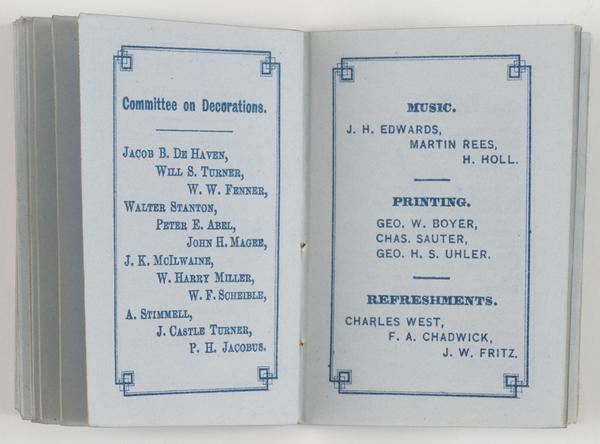 Committee on Decorations.
Jacob B. De Haven,
Will S. Turner,
W. W. Fenner,
Walter Stanton,
Peter E. Abel,
John H. Magee,
J. K. McIlwaine,
W. Harry Miller,
W. F. Scheible,
A. Stimmell,
J. Castle Turner,
P. H. Jacobus.
MUSIC.
J. H. EDWARDS,
MARTIN REES,
H. HOLL.
PRINTING.
GEO. W. BOYER,
CHAS. SAUTER,
GEO. H. S. UHLER.
REFRESHMENTS.
CHARLES WEST,
F. A. CHADWICK,
J. W. FRITZ.